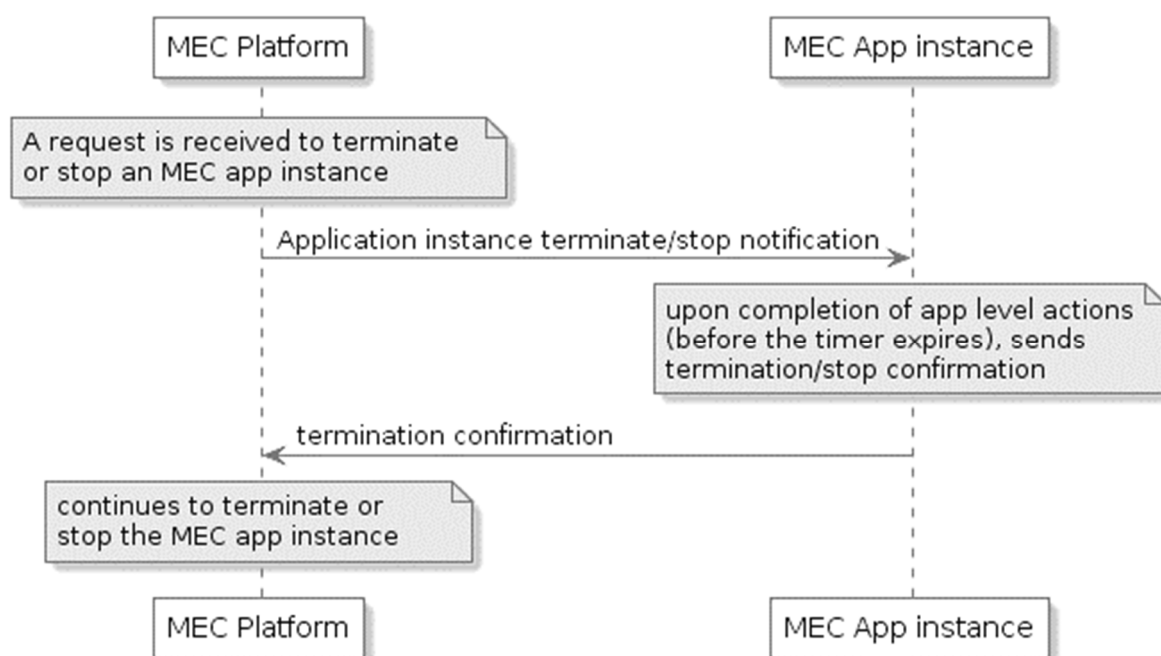 MEC Platform
MEC App instance
A request is received to terminate
or stop an MEC app instance
Application instance terminate/stop notification
upon completion of app level actions
(before the timer expires), sends
termination/stop confirmation
termination confirmation
continues to terminate or
stop the MEC app instance
MEC Platform
MEC App instance